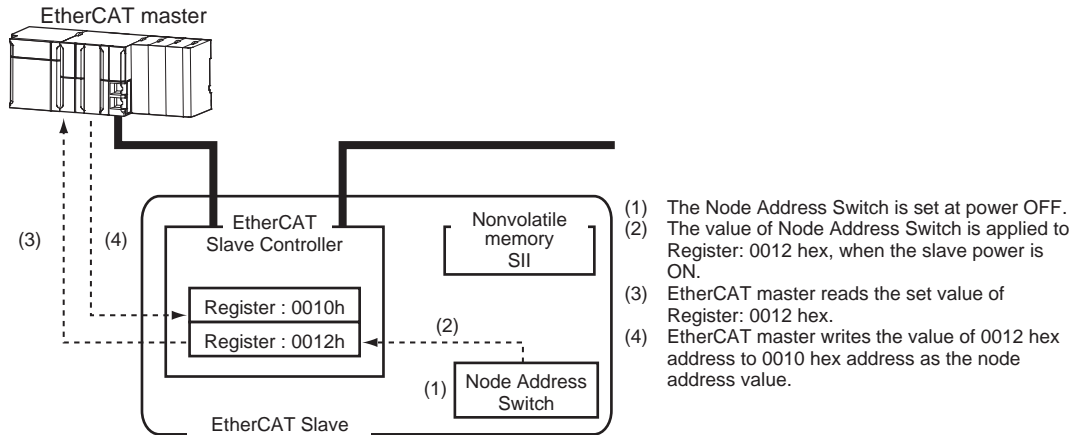 EtherCAT master
(3)
(4)
EtherCAT
Slave Controller
Register : 0010h
Register : 0012h
Nonvolatile
memory
SII
(2)
(1)
Node Address
Switch
EtherCAT Slave
(1) The Node Address Switch is set at power OFF.
(2) The value of Node Address Switch is applied to
Register: 0012 hex, when the slave power is
ON.
(3) EtherCAT master reads the set value of
Register: 0012 hex.
(4) EtherCAT master writes the value of 0012 hex
address to 0010 hex address as the node
address value.